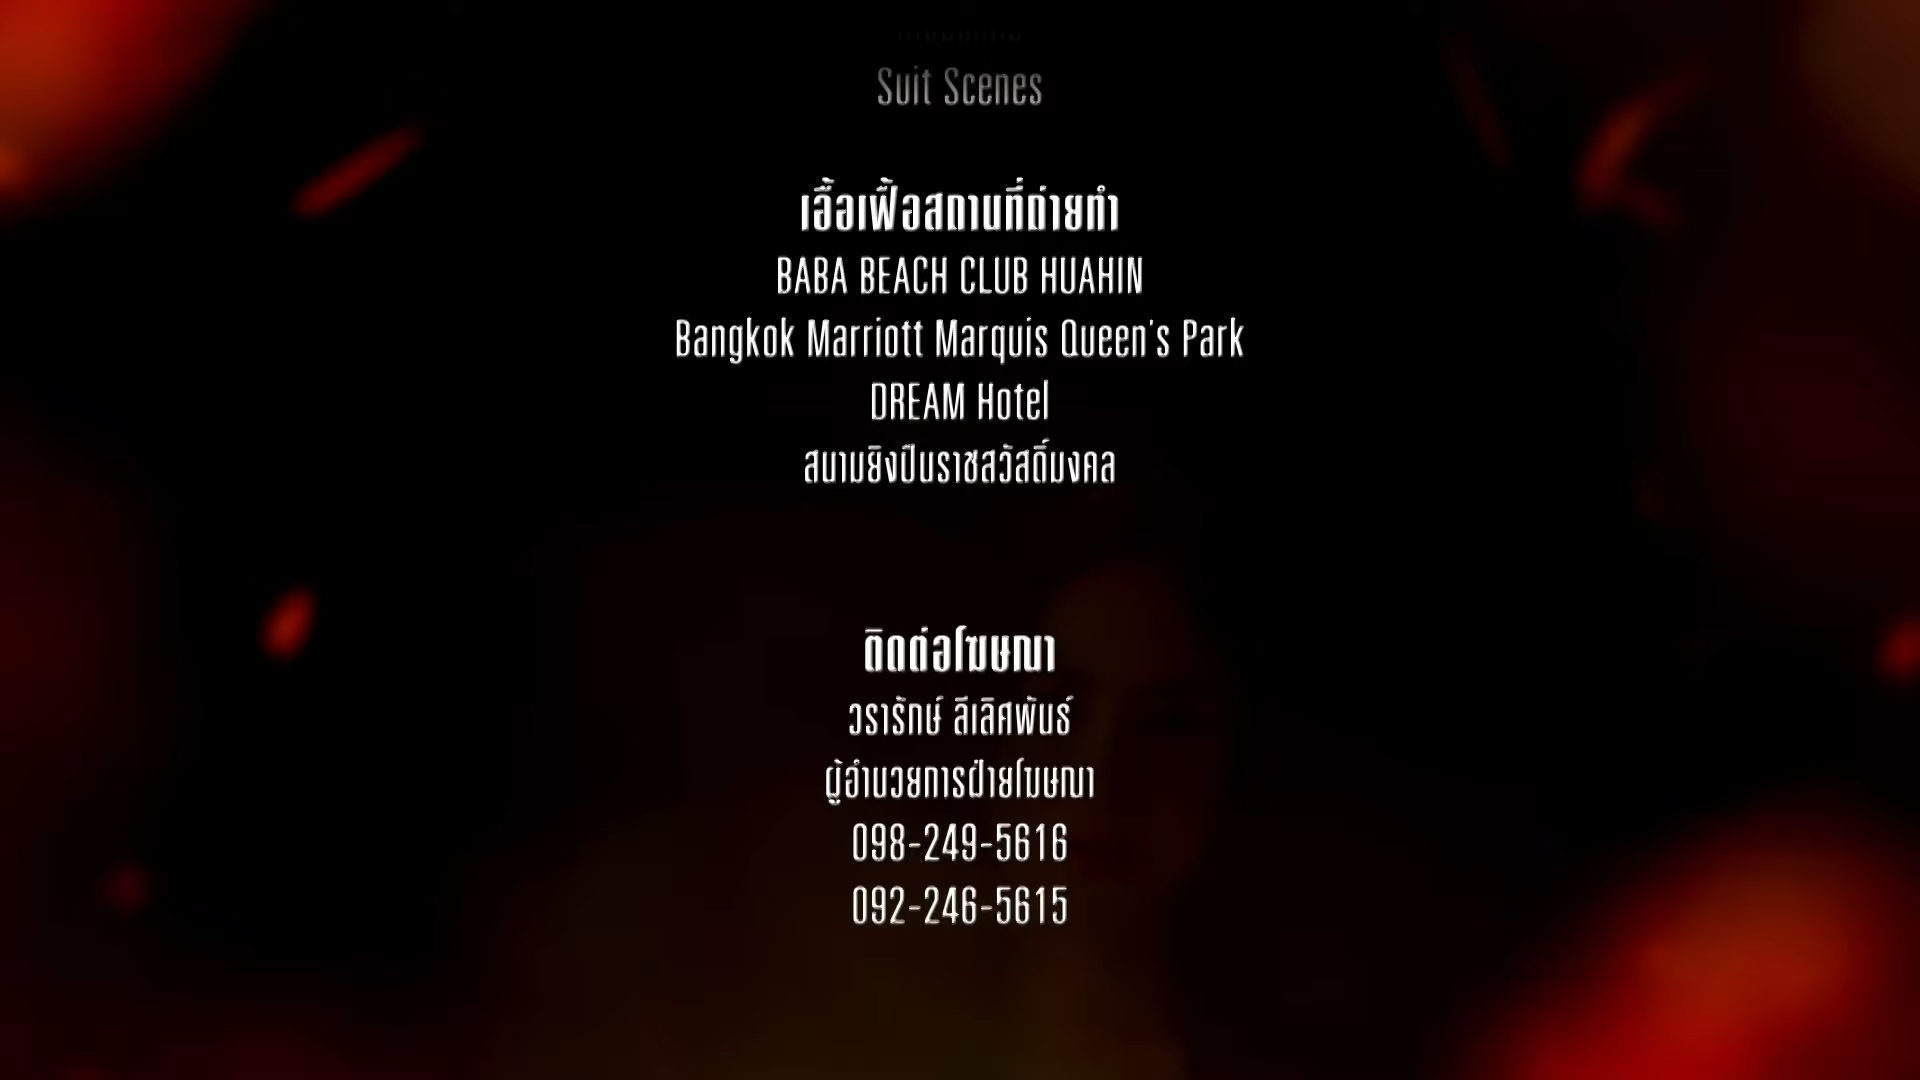 Suit Scenes
เอื้อเฟื้อสถานที่ถ่ายทำ
BABA BEACH CLUB HUAHIN
Bangkok Marriott Marquis Queen's Park
DREAM Hotel
สนามยิงปืนราชสวัสดิ์มงคล
ติดต่อโฆษณา
วรารักษ์ ลีเลิศพันธ์
ผู้อำนวยการฝ่ายโฆษณา
098-249-5616
092-246-5615